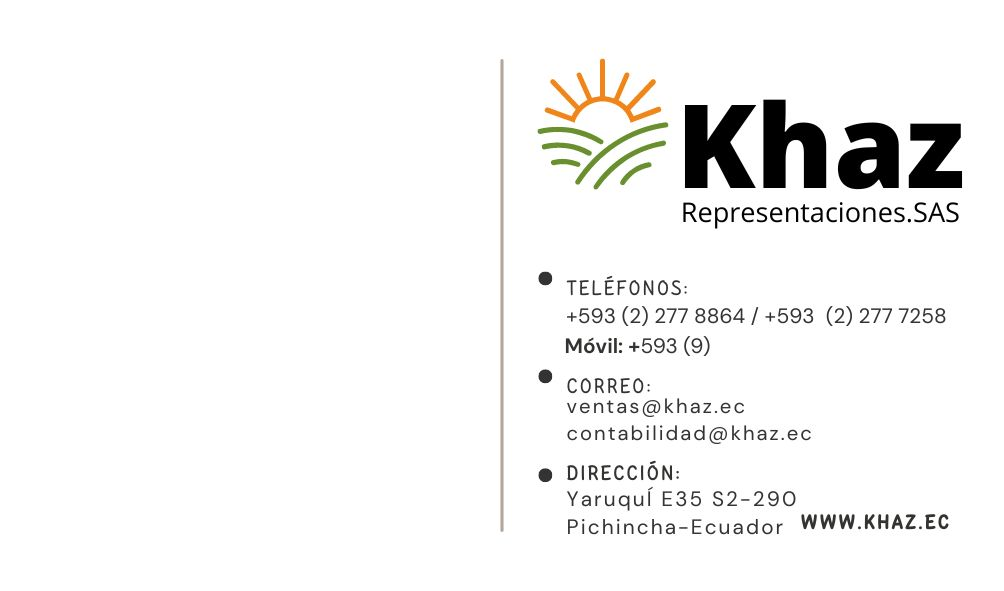 Khaz
Representaciones.SAS
TELÉFONOS:
+593 (2) 277 8864 / +593 (2) 277 7258
Móvil: +593 (9)
CORREO:
ventas@khaz.ec
contabilidad@khaz.ec
DIRECCIÓN:
YaruquÍ E35 S2-290
Pichincha-Ecuador
WWW.KHAZ.EC